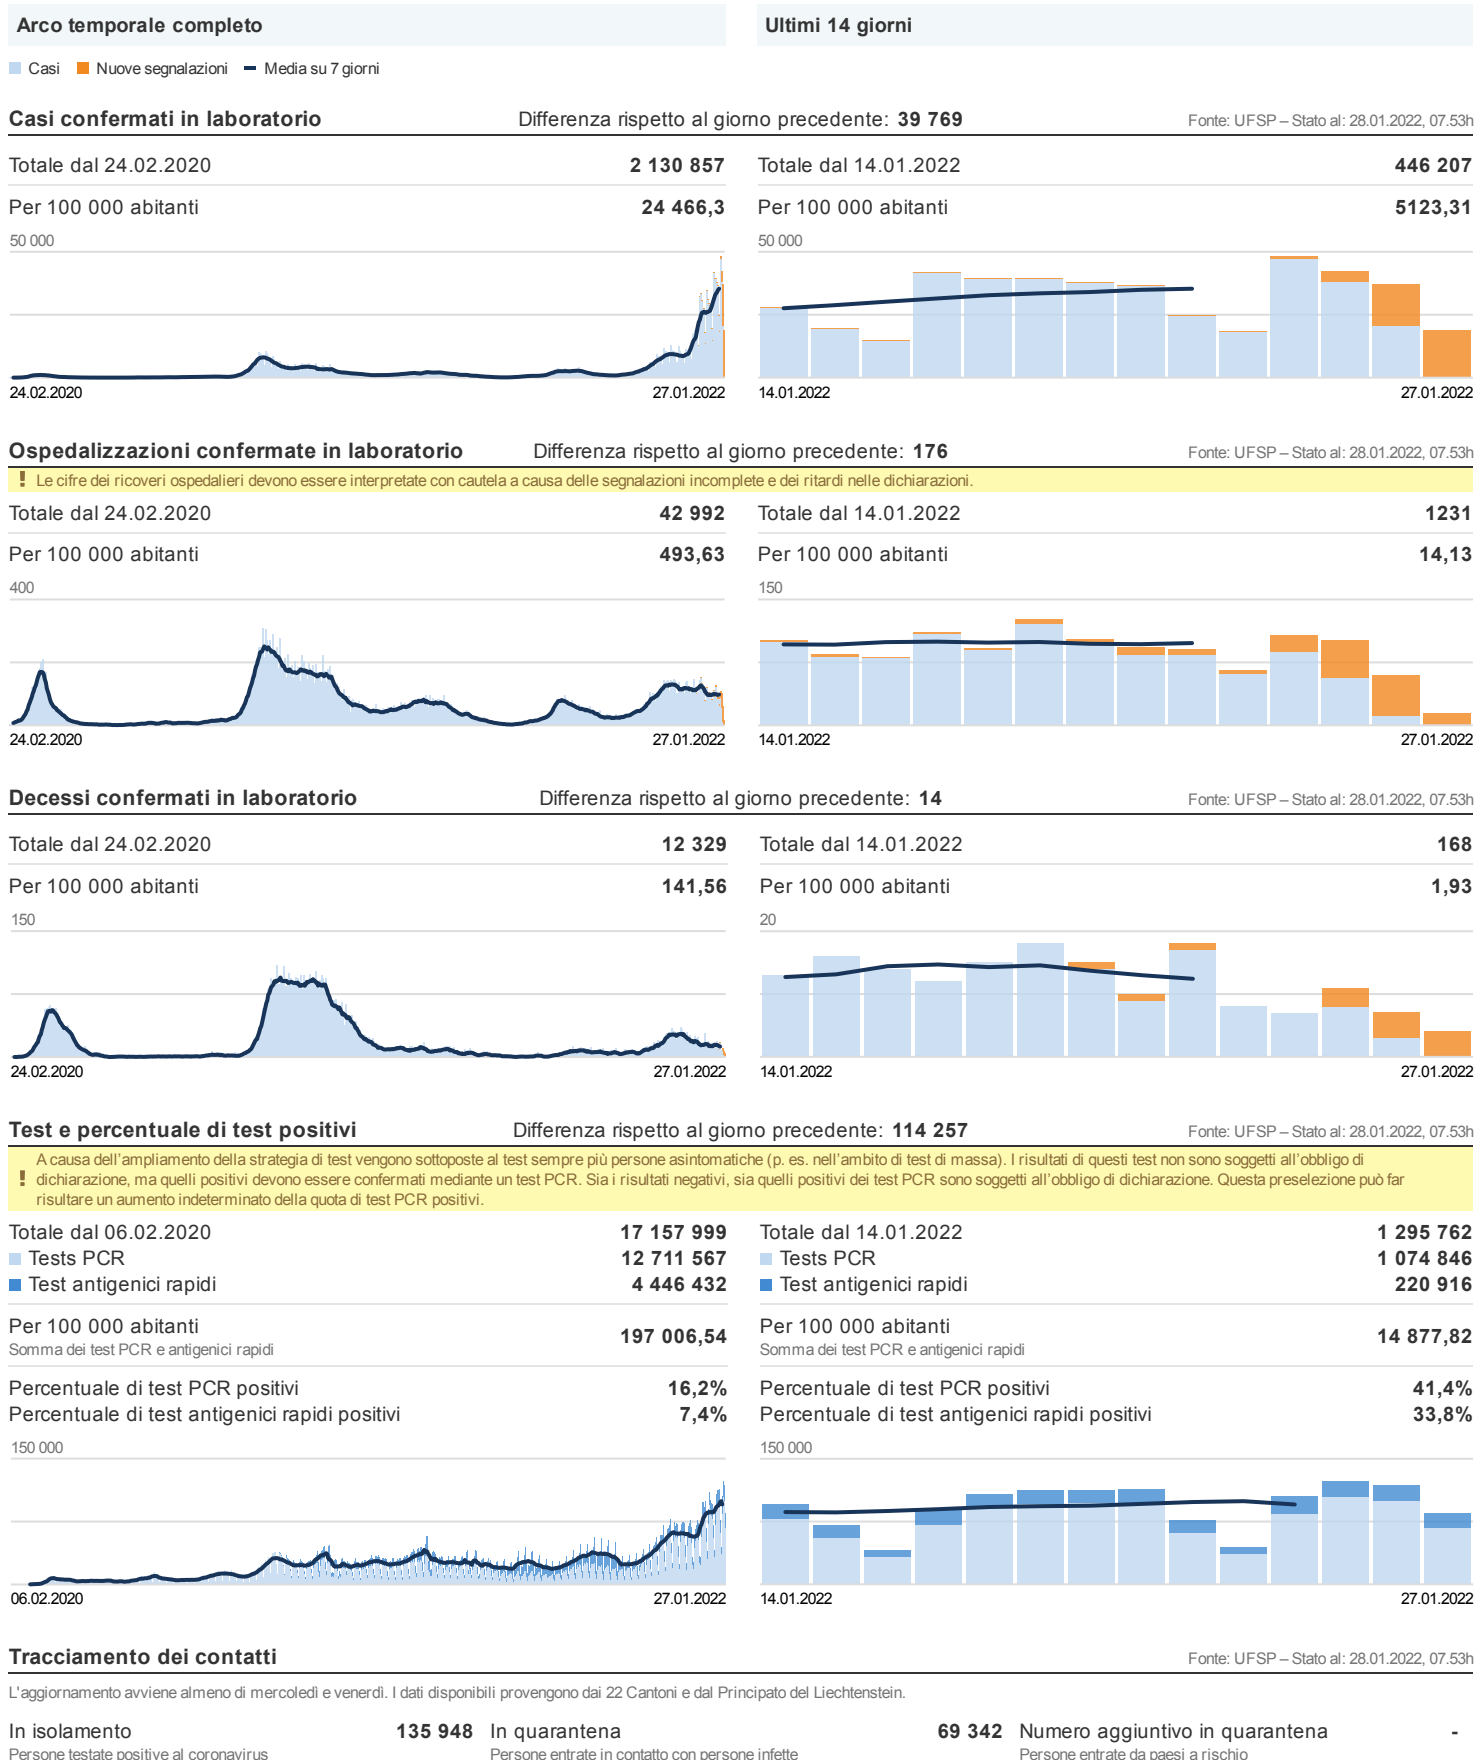 Arco temporale completo
Ultimi 14 giorni
Casi Nuove segnalazioni Media su 7 giorni
Casi confermati in laboratorio Differenza rispetto al giorno precedente: 39 769 Fonte: UFSP – Stato al: 28.01.2022, 07.53h
Totale dal 24.02.2020 2 130 857
Per 100 000 abitanti 24 466,3
50 000
24.02.2020 27.01.2022
Totale dal 14.01.2022 446 207
Per 100 000 abitanti 5123,31
50 000
14.01.2022 27.01.2022
Ospedalizzazioni confermate in laboratorio Differenza rispetto al giorno precedente: 176 Fonte: UFSP – Stato al: 28.01.2022, 07.53h
! Le cifre dei ricoveri ospedalieri devono essere interpretate con cautela a causa delle segnalazioni incomplete e dei ritardi nelle dichiarazioni.
Totale dal 24.02.2020 42 992
Per 100 000 abitanti 493,63
400
24.02.2020 27.01.2022
Totale dal 14.01.2022 1231
Per 100 000 abitanti 14,13
150
14.01.2022 27.01.2022
Decessi confermati in laboratorio Differenza rispetto al giorno precedente: 14 Fonte: UFSP – Stato al: 28.01.2022, 07.53h
Totale dal 24.02.2020 12 329
Per 100 000 abitanti 141,56
150
24.02.2020 27.01.2022
Totale dal 14.01.2022 168
Per 100 000 abitanti 1,93
20
14.01.2022 27.01.2022
Test e percentuale di test positivi Differenza rispetto al giorno precedente: 114 257 Fonte: UFSP – Stato al: 28.01.2022, 07.53h
A causa dell'ampliamento della strategia di test vengono sottoposte al test sempre più persone asintomatiche (p. es. nell'ambito di test di massa). I risultati di questi test non sono soggetti all'obbligo di
! dichiarazione, ma quelli positivi devono essere confermati mediante un test PCR. Sia i risultati negativi, sia quelli positivi dei test PCR sono soggetti all'obbligo di dichiarazione. Questa preselezione può far
risultare un aumento indeterminato della quota di test PCR positivi.
Totale dal 06.02.2020 17 157 999
Tests PCR 12 711 567
Test antigenici rapidi 4 446 432
Per 100 000 abitanti 197 006,54
Somma dei test PCR e antigenici rapidi
Percentuale di test PCR positivi 16,2%
Percentuale di test antigenici rapidi positivi 7,4%
150 000
06.02.2020 27.01.2022
Totale dal 14.01.2022 1 295 762
Tests PCR 1 074 846
Test antigenici rapidi 220 916
Per 100 000 abitanti 14 877,82
Somma dei test PCR e antigenici rapidi
Percentuale di test PCR positivi 41,4%
Percentuale di test antigenici rapidi positivi 33,8%
150 000
14.01.2022 27.01.2022
Tracciamento dei contatti Fonte: UFSP – Stato al: 28.01.2022, 07.53h
L'aggiornamento avviene almeno di mercoledì e venerdì. I dati disponibili provengono dai 22 Cantoni e dal Principato del Liechtenstein.
In isolamento 135 948
Persone testate positive al coronavirus
In quarantena 69 342
Persone entrate in contatto con persone infette
Numero aggiuntivo in quarantena -
Persone entrate da paesi a rischio